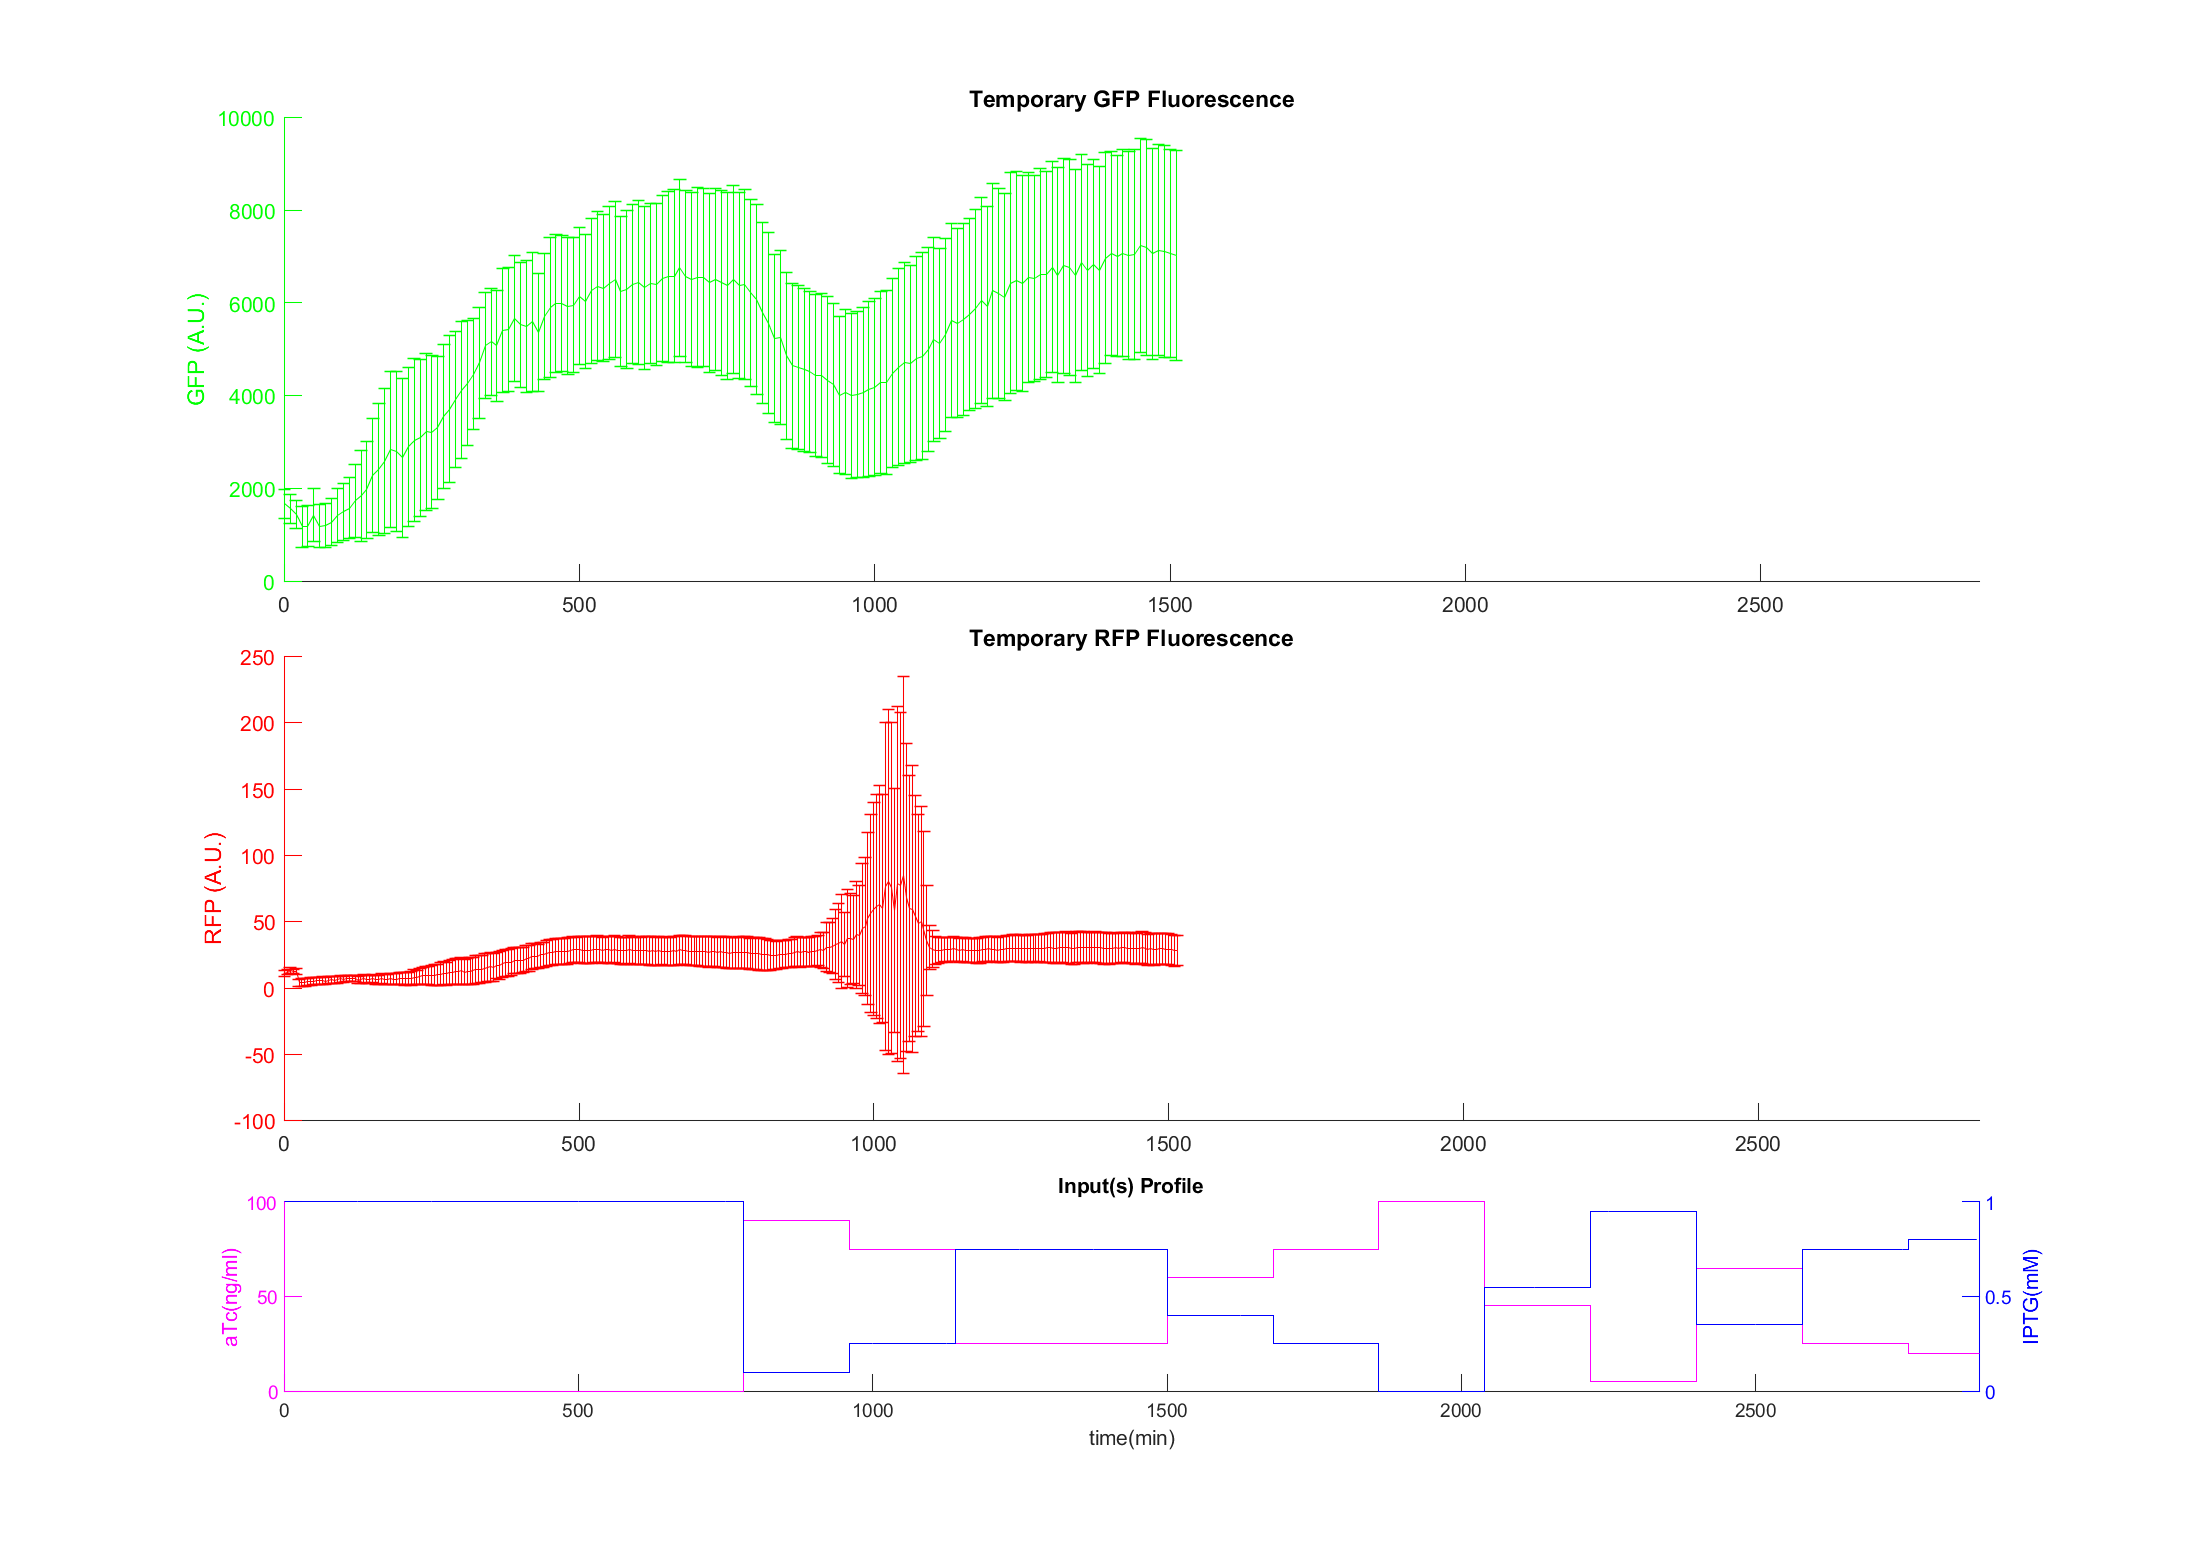 Temporary GFP Fluorescence
10000
8000
6000
4000
2000
0
GFP (A.U.)
0 500 1000 1500 2000 2500
Temporary RFP Fluorescence
250
200
150
100
50
0
-50
-100
RFP (A.U.)
0 500 1000 1500 2000 2500
Input(s) Profile
100
50
0
aTc(ng/ml)
1
0.5
0
IPTG(mM)
0 500 1000 1500 2000 2500
time(min)